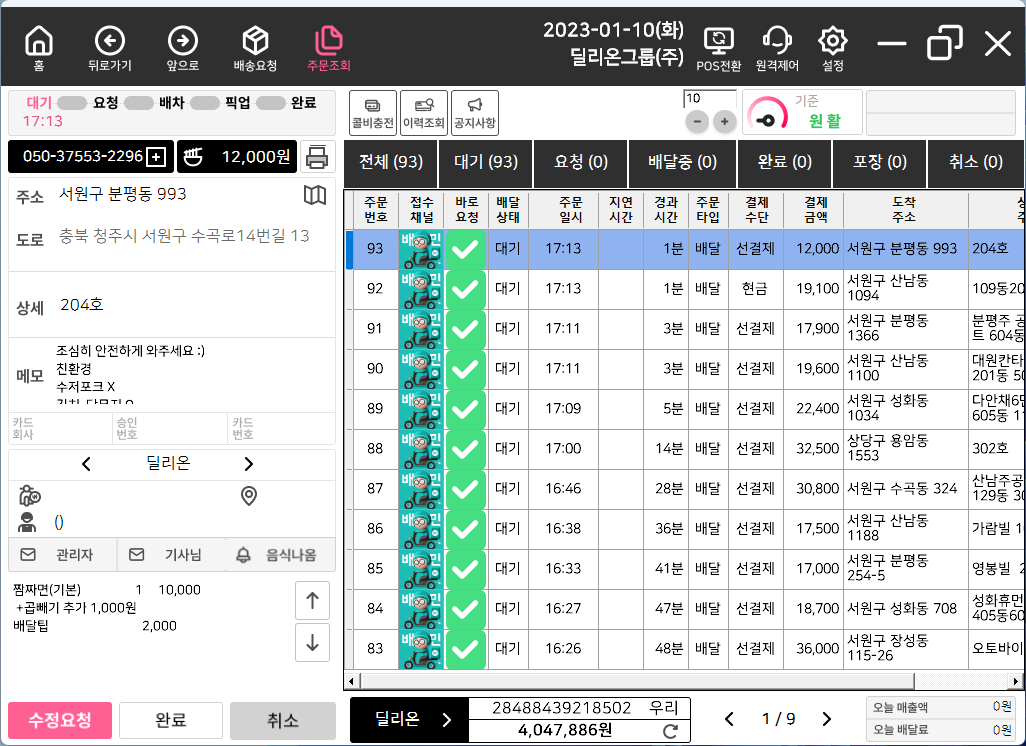 2023-01-10(화)
딜리온그룹(주)
홈 뒤로가기 앞으로 배송요청 주문조회 POS전환 원격제어 설정
대기 요청 배차 픽업 완료
17:13
콜비충전 이력조회 공지사항
10
기준
원활
050-37553-2296 12,000원
전체 (93) 대기 (93) 요청 (0) 배달중 (0) 완료 (0) 포장 (0) 취소 (0)
주소 서원구 분평동 993
도로 충북 청주시 서원구 수곡로14번길 13
상세 204호
메모 조심히 안전하게 와주세요 :)
친환경
수저포크 X
카드 회사 승인 번호 카드 번호
딜리온
()
관리자 기사님 음식나옴
짬짜면(기본) 1 10,000
+곱빼기 추가 1,000원
배달팁 2,000
수정요청 완료 취소
주문 번호 접수 채널 바로 요청 배달 상태 주문 일시 지연 시간 경과 시간 주문 타입 결제 수단 결제 금액 도착 주소
93 배민 대기 17:13 1분 배달 선결제 12,000 서원구 분평동 993 204호
92 배민 대기 17:13 1분 배달 현금 19,100 서원구 산남동 1094 109동20
91 배민 대기 17:11 3분 배달 선결제 17,900 서원구 분평동 1366 분평주 공 트 604동
90 배민 대기 17:11 3분 배달 선결제 19,600 서원구 산남동 1100 대원칸타 201동 50
89 배민 대기 17:09 5분 배달 선결제 22,400 서원구 성화동 1034 다안채6단 605동 11
88 배민 대기 17:00 14분 배달 선결제 32,500 상당구 용암동 1553 302호
87 배민 대기 16:46 28분 배달 선결제 30,800 서원구 수곡동 324 산남주공 129동 30
86 배민 대기 16:38 36분 배달 선결제 17,500 서원구 산남동 1188 가람빌 1
85 배민 대기 16:33 41분 배달 선결제 17,000 서원구 분평동 254-5 영봉빌 2
84 배민 대기 16:27 47분 배달 선결제 18,700 서원구 성화동 708 성화휴먼 405동60
83 배민 대기 16:26 48분 배달 선결제 36,000 서원구 장성동 115-26 오토바이
딜리온 28488439218502 우리
4,047,886원
1 / 9
오늘 매출액 0원
오늘 배달료 0원